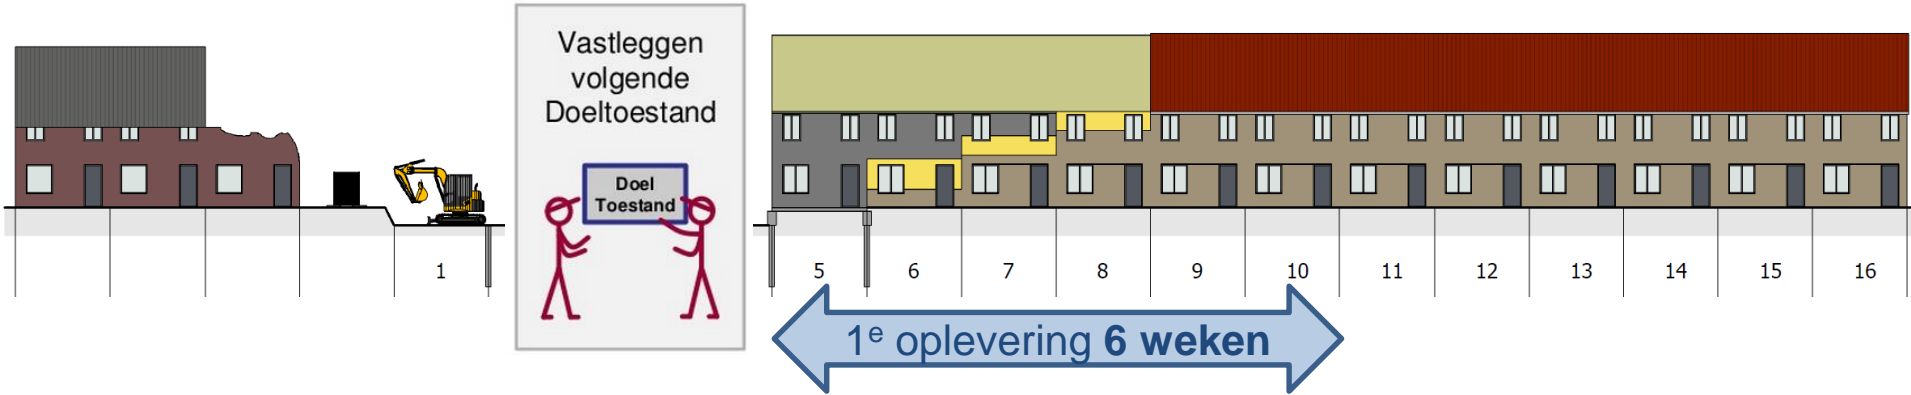 Vastleggen
volgende
Doeltoestand
Doel
Toestand
1 5 6 7 8 9 10 11 12 13 14 15 16
1e oplevering 6 weken